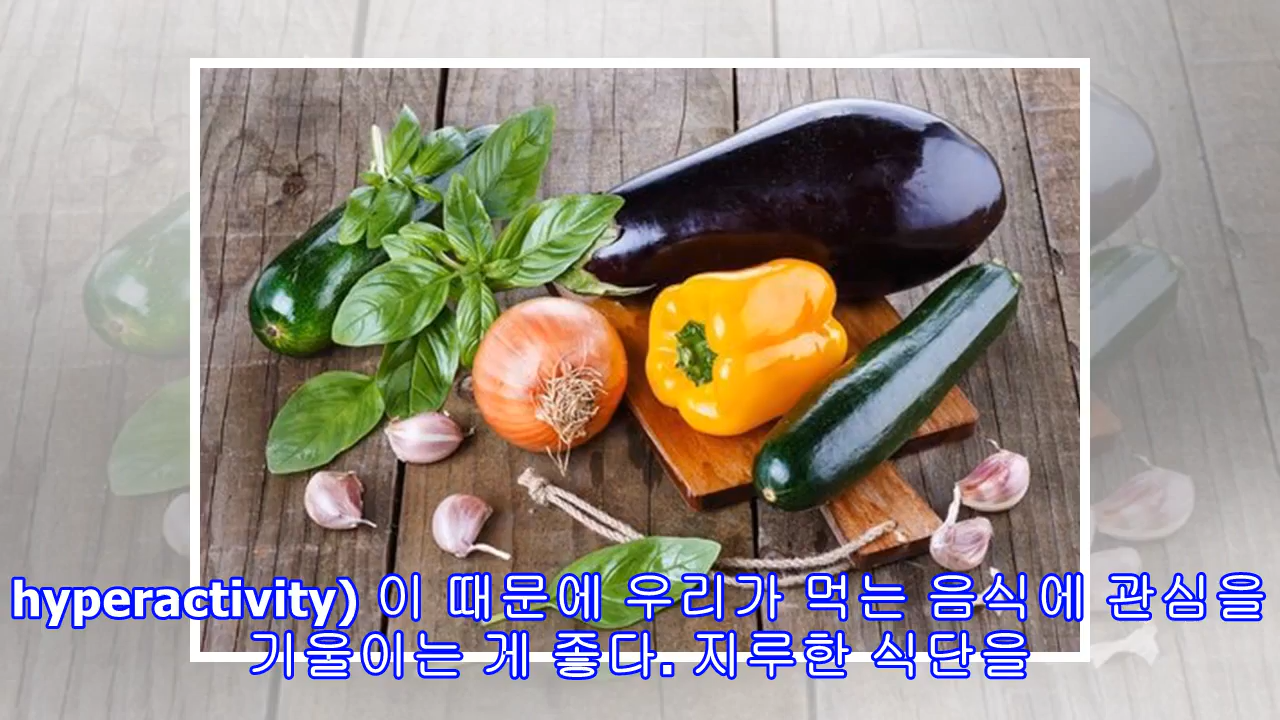 hyperactivity) 이 때문에 우리가 먹는 음식에 관심을
기울이는 게 좋다. 지루한 식단을